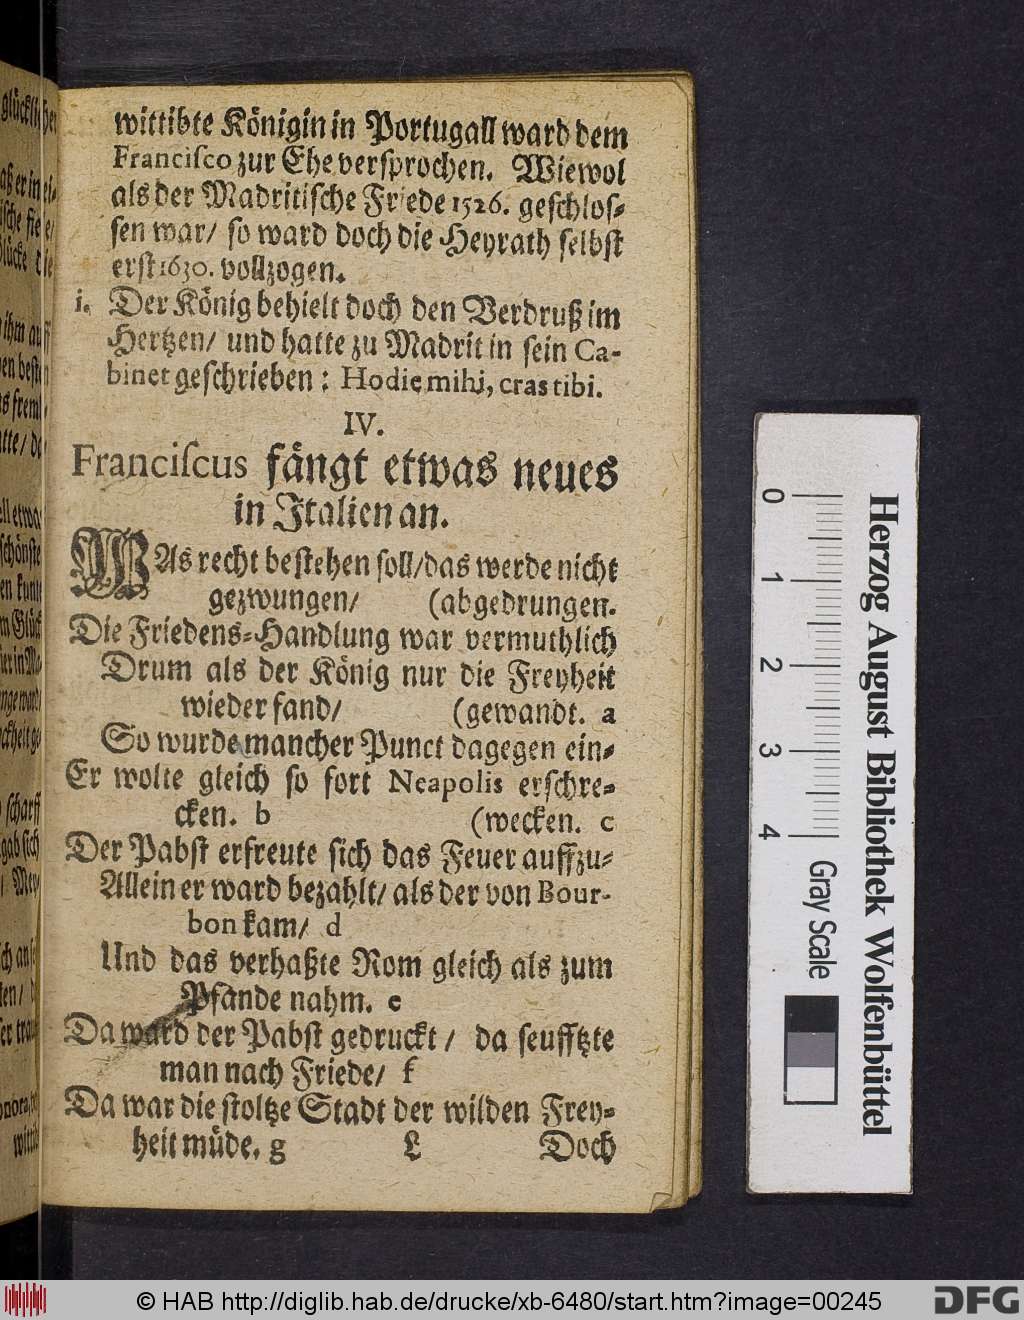 wittibte Königin in Portugall ward dem
Franciſco zur Ehe verſprochen. Wiewol
als der Madritiſche Friede 1526. geſchloſ-
ſen war/ ſo ward doch die Heyrath ſelbſt
erſt 1630. vollzogen.
i. Der König behielt doch den Verdruß im
Hertzen/ und hatte zu Madrit in ſein Ca-
binet geſchrieben: Hodie mihi, cras tibi.
IV.
Franciſcus fängt etwas neues
in Italien an.
WAs recht beſtehen ſoll/das werde nicht
gezwungen/ (abgedrungen.
Die Friedens-Handlung war vermuthlich
Drum als der König nur die Freyheit
wieder fand/ (gewandt. a
So wurde mancher Punct dagegen ein-
Er wolte gleich ſo fort Neapolis erſchre-
cken. b (wecken. c
Der Pabſt erfreute ſich das Feuer auffzu-
Allein er ward bezahlt/ als der von Bour-
bon kam/ d
Und das verhaßte Rom gleich als zum
Pfande nahm. e
Da ward der Pabſt gedruckt/ da ſeufftzte
man nach Friede/ f
Da war die ſtoltze Stadt der wilden Frey-
heit müde. g L Doch
0 1 2 3 4
Gray Scale
Herzog August Bibliothek Wolfenbüttel
© HAB http://diglib.hab.de/drucke/xb-6480/start.htm?image=00245
DFG